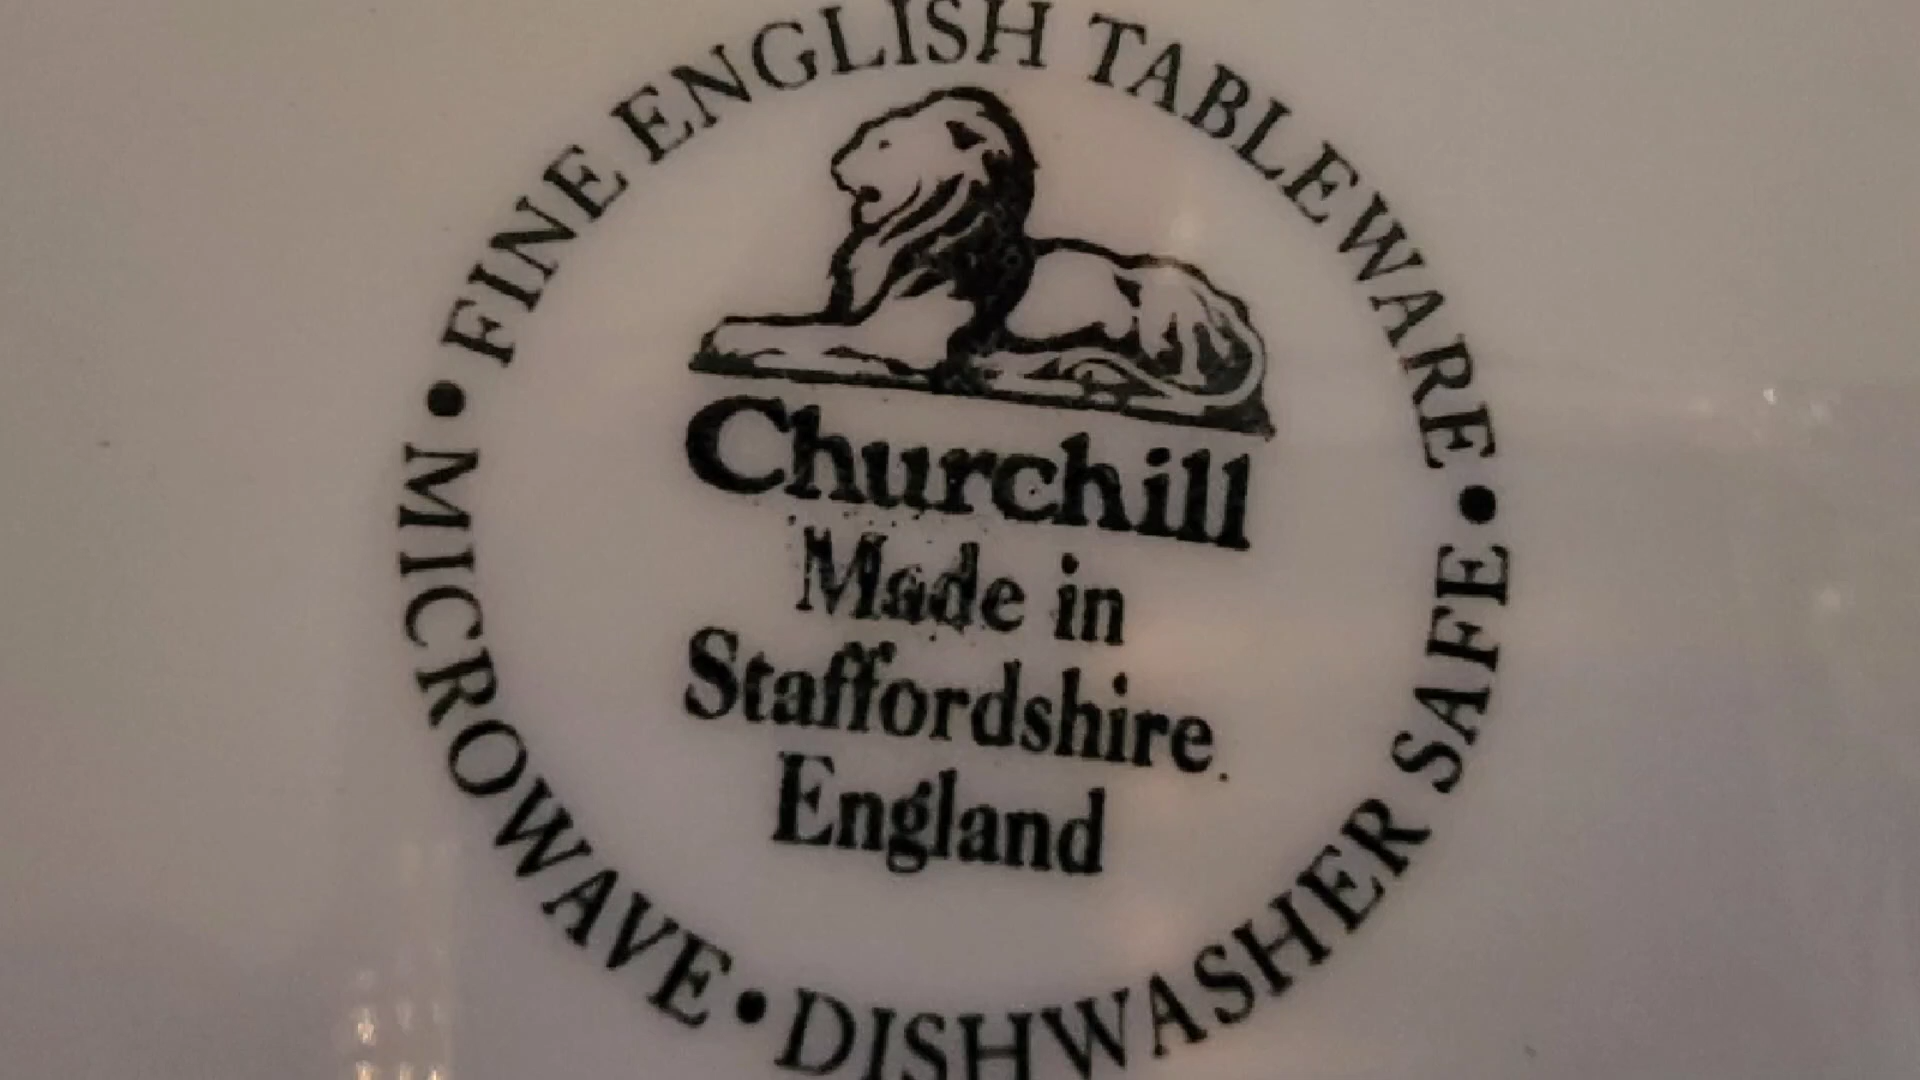 FINE ENGLISH TABLEWARE
Churchill
Made in
Staffordshire
England
• MICROWAVE • DISHWASHER SAFE •